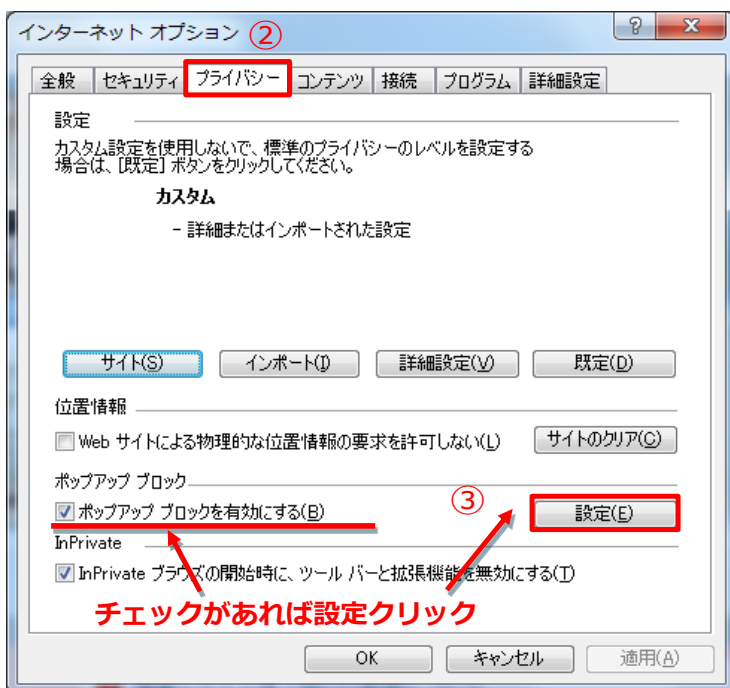 インターネット オプション ②
全般 セキュリティ プライバシー コンテンツ 接続 プログラム 詳細設定
設定
カスタム設定を使用しないで、標準のプライバシーのレベルを設定する
場合は、[既定] ボタンをクリックしてください。
カスタム
- 詳細またはインポートされた設定
サイト(S) インポート(I) 詳細設定(V) 既定(D)
位置情報
Web サイトによる物理的な位置情報の要求を許可しない(L) サイトのクリア(C)
ポップアップ ブロック
ポップアップ ブロックを有効にする(B) ③ 設定(E)
InPrivate
InPrivate ブラウズの開始時に、ツール バーと拡張機能を無効にする(T)
チェックがあれば設定クリック
OK キャンセル 適用(A)